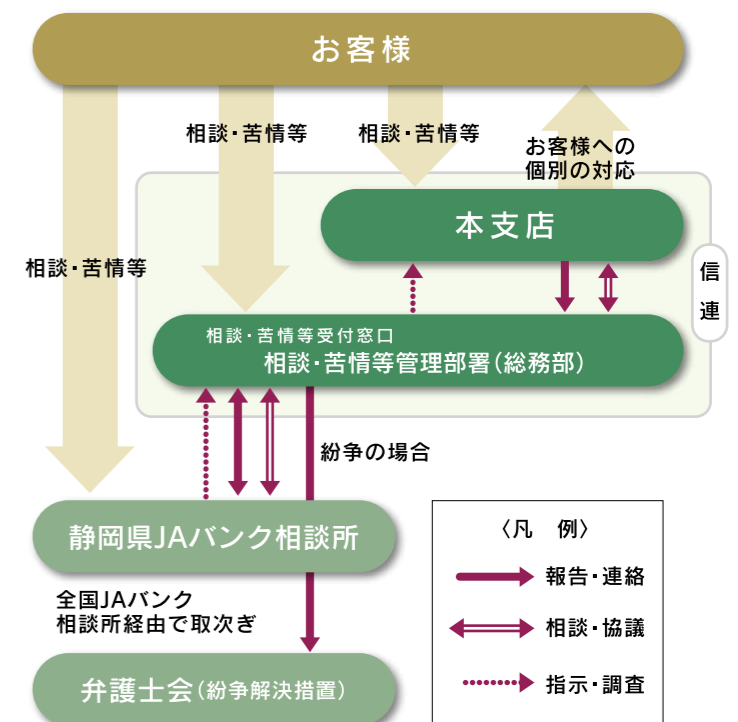 お客様
相談・苦情等
相談・苦情等
お客様への
個別の対応
本支店
相談・苦情等
信連
相談・苦情等受付窓口
相談・苦情等管理部署(総務部)
紛争の場合
静岡県JAバンク相談所
〈凡　例〉
報告・連絡
全国JAバンク
相談所経由で取次ぎ
相談・協議
弁護士会(紛争解決措置)
指示・調査